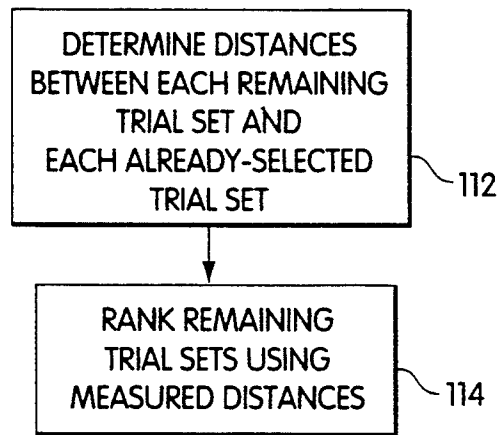 DETERMINE DISTANCES
BETWEEN EACH REMAINING
TRIAL SET AND
EACH ALREADY-SELECTED
TRIAL SET
112
RANK REMAINING
TRIAL SETS USING
MEASURED DISTANCES
114